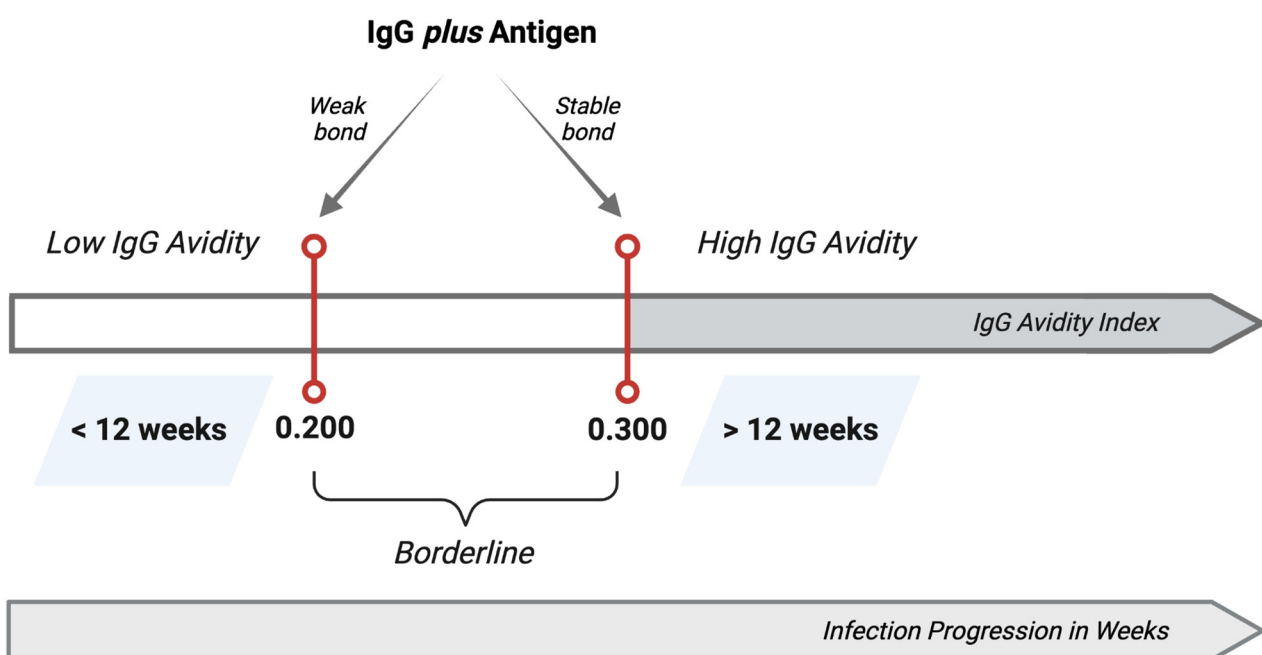 IgG plus Antigen
Weak
bond
Stable
bond
Low IgG Avidity
High IgG Avidity
IgG Avidity Index
< 12 weeks
0.200
0.300
> 12 weeks
Borderline
Infection Progression in Weeks